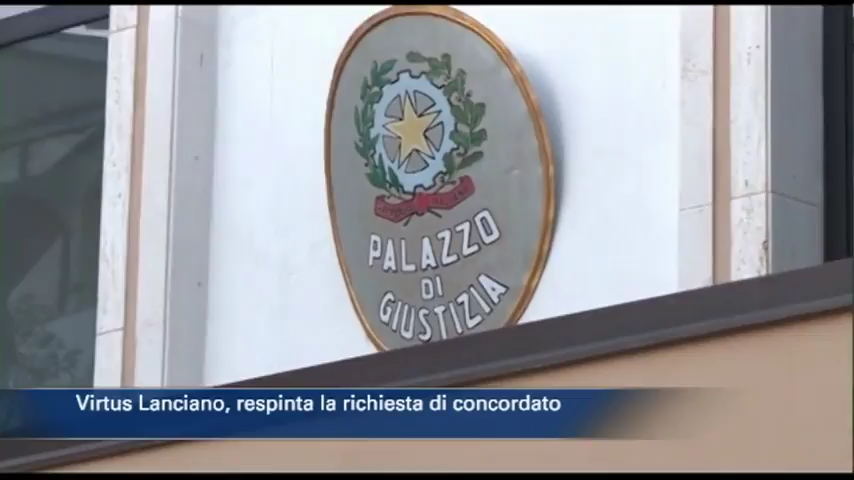 PALAZZO
DI
GIUSTIZIA
Virtus Lanciano, respinta la richiesta di concordato